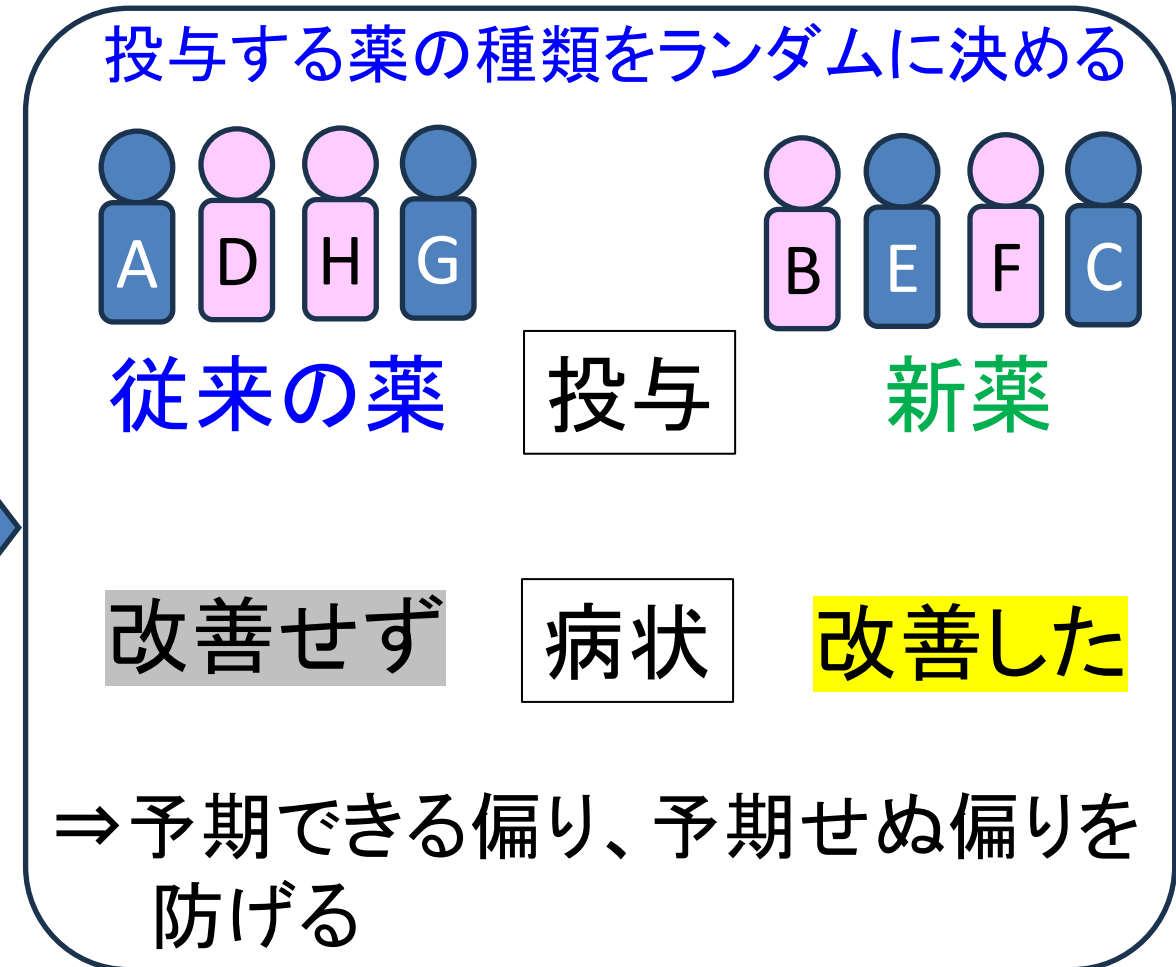 投与する薬の種類をランダムに決める
A D H G B E F C
従来の薬 投与 新薬
改善せず 病状 改善した
⇒予期できる偏り、予期せぬ偏りを
防げる